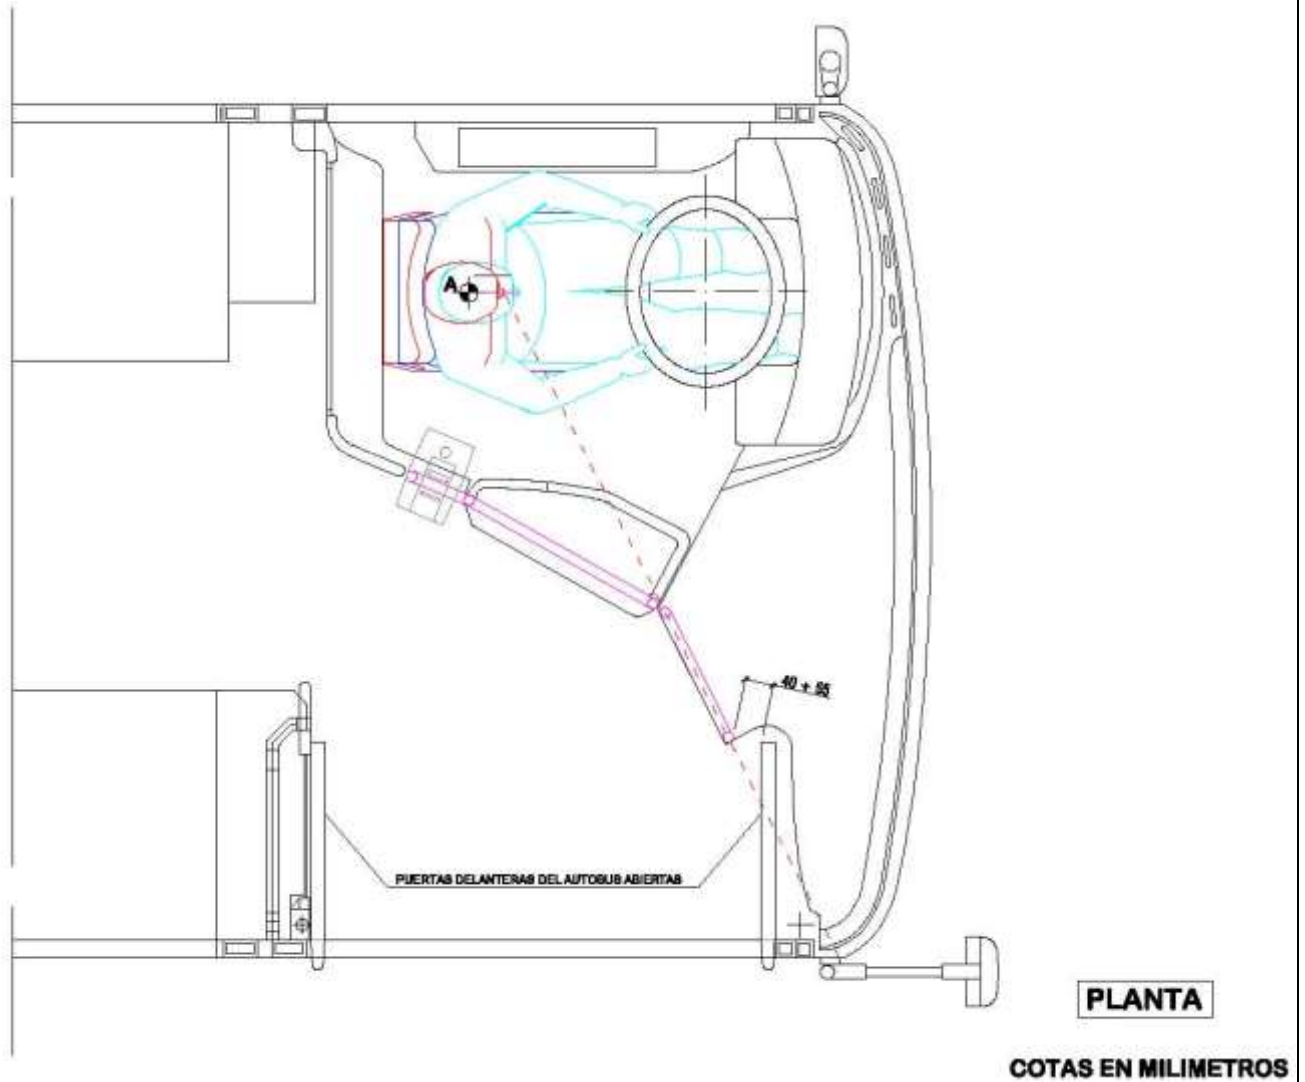 A
40 + 55
PUERTAS DELANTERAS DEL AUTOBUS ABIERTAS
PLANTA
COTAS EN MILIMETROS